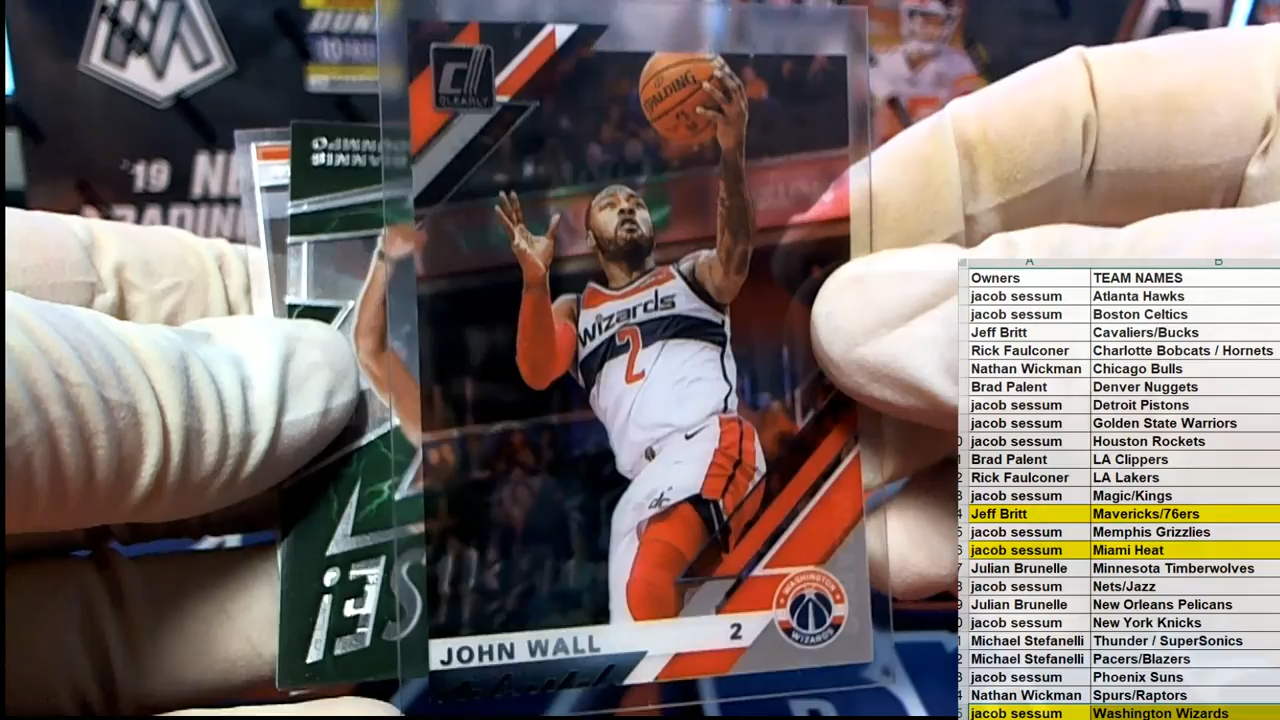 CLEARLY
SPALDING
'19
GIANNIS
Wizards
2
JOHN WALL
2
WASHINGTON
WIZARDS
A B
Owners TEAM NAMES
jacob sessum Atlanta Hawks
jacob sessum Boston Celtics
Jeff Britt Cavaliers/Bucks
Rick Faulconer Charlotte Bobcats / Hornets
Nathan Wickman Chicago Bulls
Brad Palent Denver Nuggets
jacob sessum Detroit Pistons
jacob sessum Golden State Warriors
jacob sessum Houston Rockets
Brad Palent LA Clippers
Rick Faulconer LA Lakers
jacob sessum Magic/Kings
Jeff Britt Mavericks/76ers
jacob sessum Memphis Grizzlies
jacob sessum Miami Heat
Julian Brunelle Minnesota Timberwolves
jacob sessum Nets/Jazz
Julian Brunelle New Orleans Pelicans
jacob sessum New York Knicks
Michael Stefanelli Thunder / SuperSonics
Michael Stefanelli Pacers/Blazers
jacob sessum Phoenix Suns
Nathan Wickman Spurs/Raptors
jacob sessum Washington Wizards